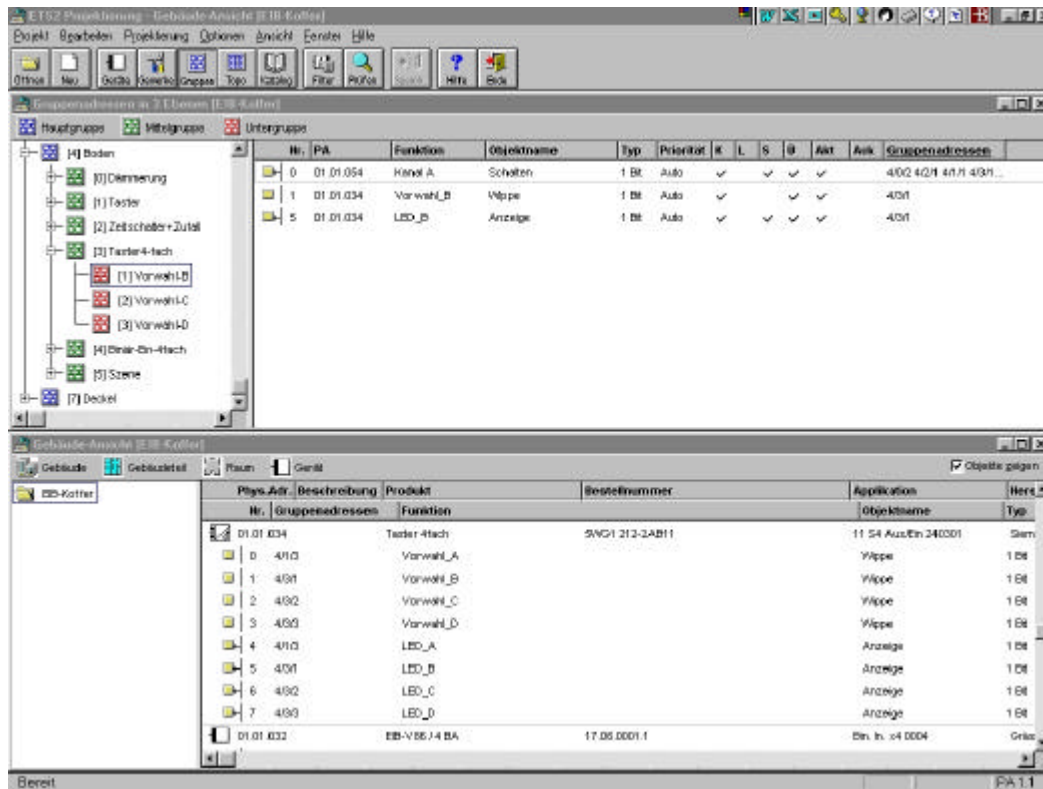 ETS2 Projektierung - Gebäude-Ansicht [EIB-Koffer]
Projekt Bearbeiten Projektierung Optionen Ansicht Fenster Hilfe
Öffnen Neu Geräte Gewerke Gruppen Topo Katalog Filter Prüfen Hilfe Ende
Gruppenadressen in 3 Ebenen [EIB-Koffer]
Hauptgruppe Mittelgruppe Untergruppe
[4] Boden
[0] Dimmerung
[1] Taster
[2] Zeitschalter+Zufall
[3] Taster4-fach
[1] Vorwahl-B
[2] Vorwahl-C
[3] Vorwahl-D
[4] Binär-Ein-4fach
[5] Szene
[7] Deckel
Nr. PA Funktion Objektname Typ Priorität K L S Ü Akt Ask Gruppenadressen
0 01.01.054 Kanal A Schalten 1 Bit Auto 4/0/2 4/2/1 4/1/1 4/3/1...
1 01.01.034 Vorwahl_B Wippe 1 Bit Auto 4/3/1
5 01.01.034 LED_B Anzeige 1 Bit Auto 4/3/1
Gebäude-Ansicht [EIB-Koffer]
Gebäude Gebäudeteil Raum Gerät Objekte zeigen
EIB-Koffer
Phys.Adr. Beschreibung Produkt Bestellnummer Applikation Herst
Nr. Gruppenadressen Funktion Objektname Typ
01.01.034 Taster 4fach 5WG1 212-2AB11 11 S4 Aus/Ein 240301 Siem
0 4/1/3 Vorwahl_A Wippe 1 Bit
1 4/3/1 Vorwahl_B Wippe 1 Bit
2 4/3/2 Vorwahl_C Wippe 1 Bit
3 4/3/3 Vorwahl_D Wippe 1 Bit
4 4/1/3 LED_A Anzeige 1 Bit
5 4/3/1 LED_B Anzeige 1 Bit
6 4/3/2 LED_C Anzeige 1 Bit
7 4/3/3 LED_D Anzeige 1 Bit
01.01.032 EIB-V86 / 4 BA 17.06.0001.1 Bin. In. x4 0004
Bereit PA 1.1